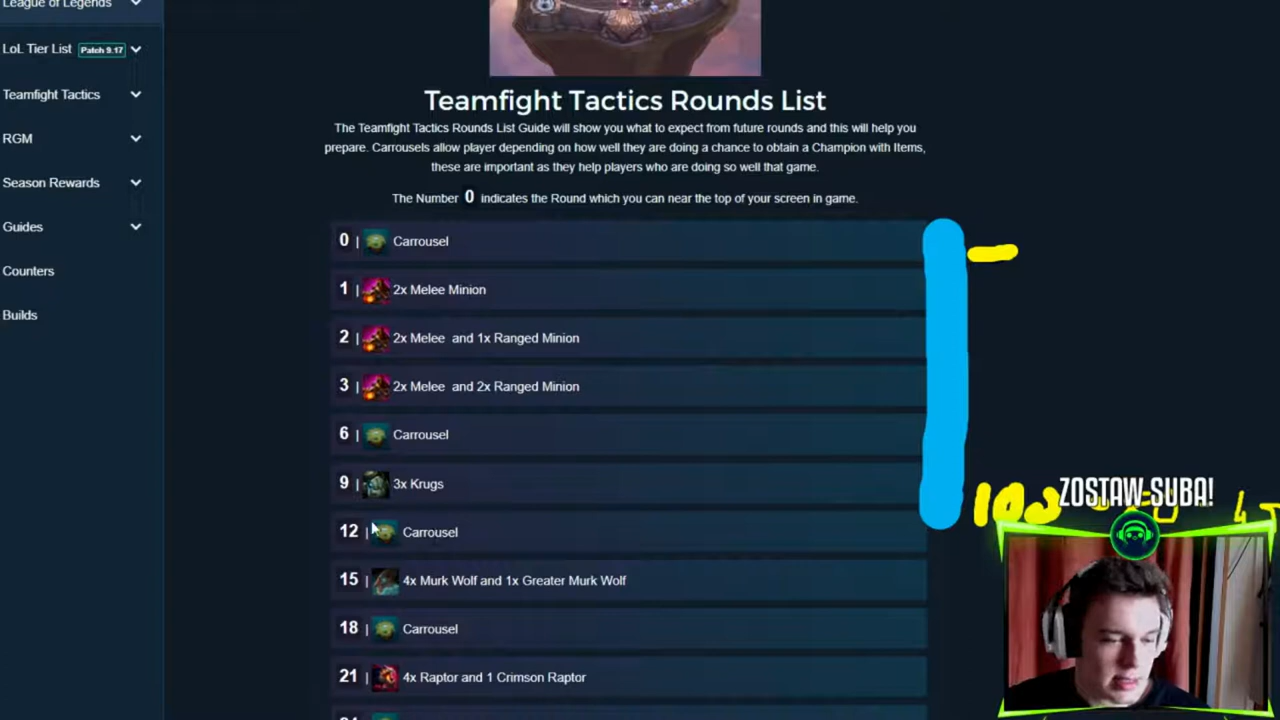 League of Legends
LoL Tier List Patch 9.17
Teamfight Tactics
RGM
Season Rewards
Guides
Counters
Builds
Teamfight Tactics Rounds List
The Teamfight Tactics Rounds List Guide will show you what to expect from future rounds and this will help you
prepare. Carrousels allow player depending on how well they are doing a chance to obtain a Champion with Items,
these are important as they help players who are doing so well that game.
The Number 0 indicates the Round which you can near the top of your screen in game.
0 | Carrousel
1 | 2x Melee Minion
2 | 2x Melee and 1x Ranged Minion
3 | 2x Melee and 2x Ranged Minion
6 | Carrousel
9 | 3x Krugs
12 | Carrousel
15 | 4x Murk Wolf and 1x Greater Murk Wolf
18 | Carrousel
21 | 4x Raptor and 1 Crimson Raptor
ZOSTAW SUBA!